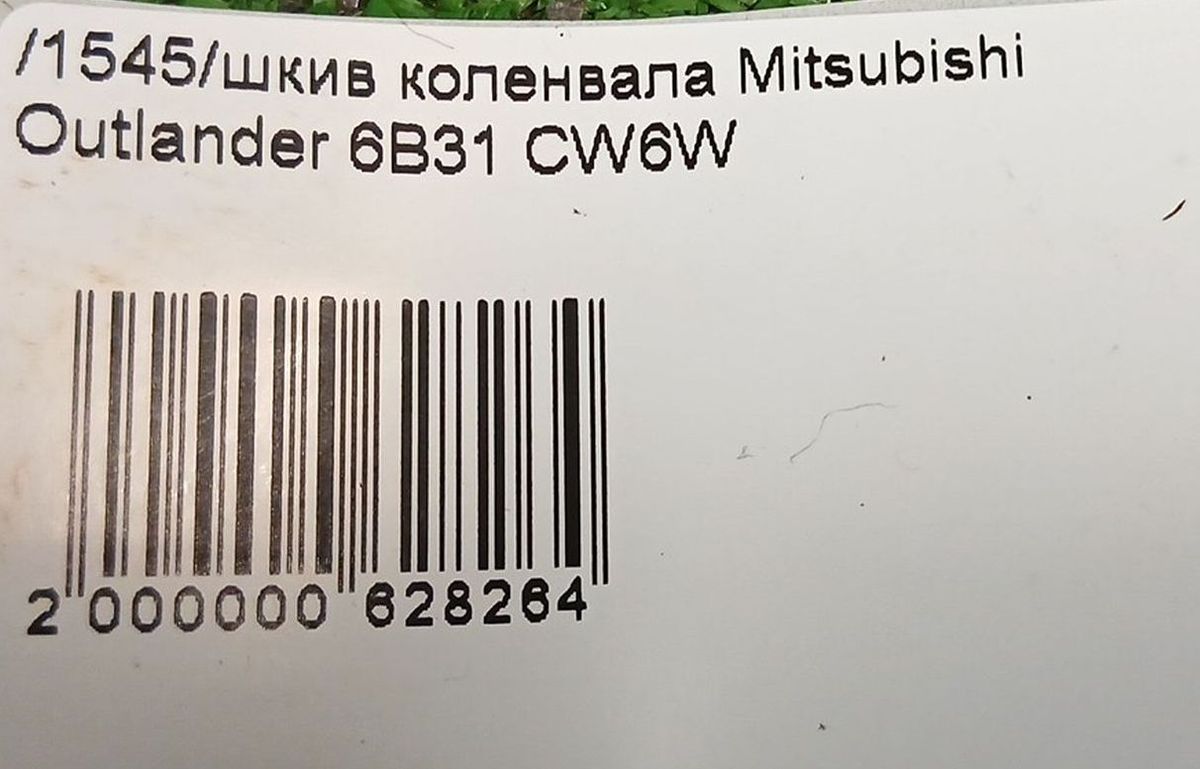 /1545/шкив коленвала Mitsubishi
Outlander 6B31 CW6W
2 000000 628264